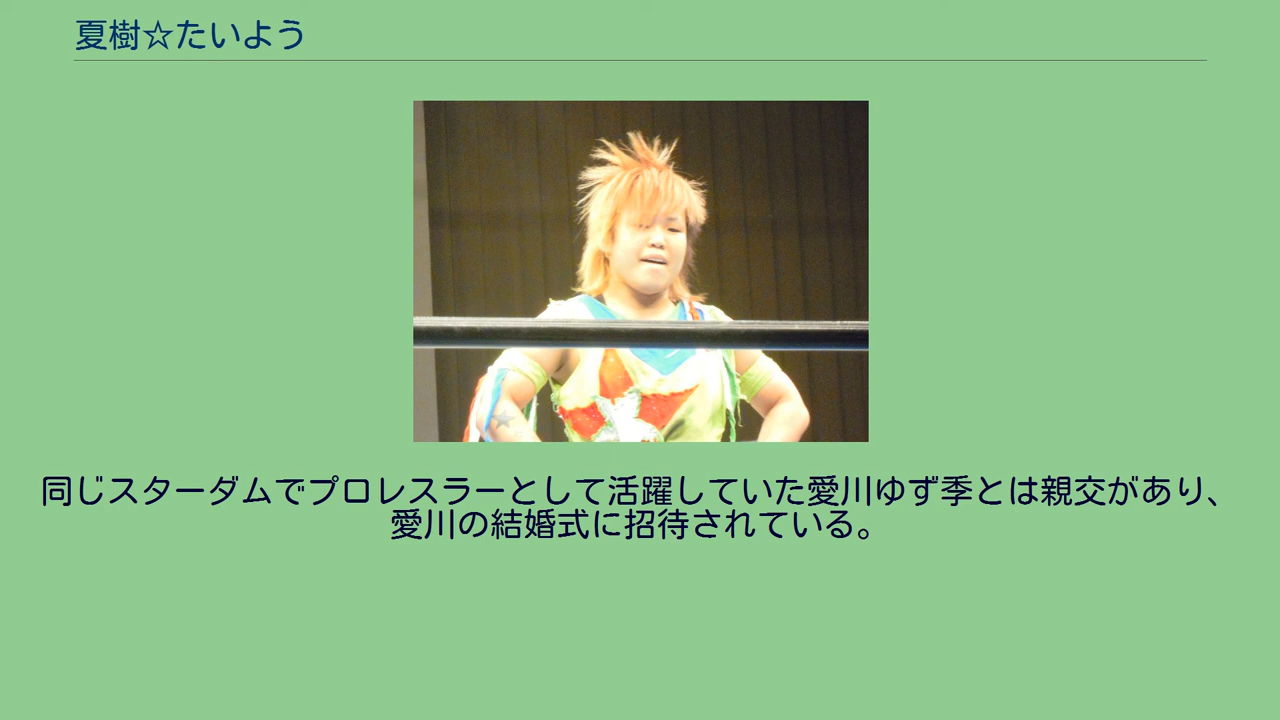 夏樹☆たいよう
同じスターダムでプロレスラーとして活躍していた愛川ゆず季とは親交があり、
愛川の結婚式に招待されている。